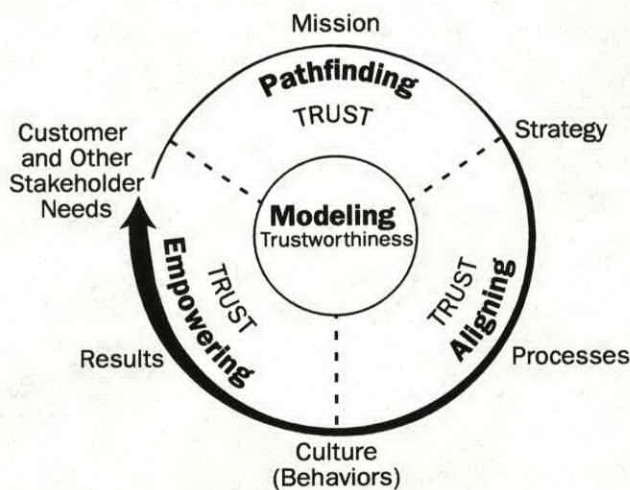 Mission
Pathfinding
TRUST
Customer
and Other
Stakeholder
Needs
Strategy
Modeling
Trustworthiness
Empowering
TRUST
TRUST
Aligning
Results
Processes
Culture
(Behaviors)